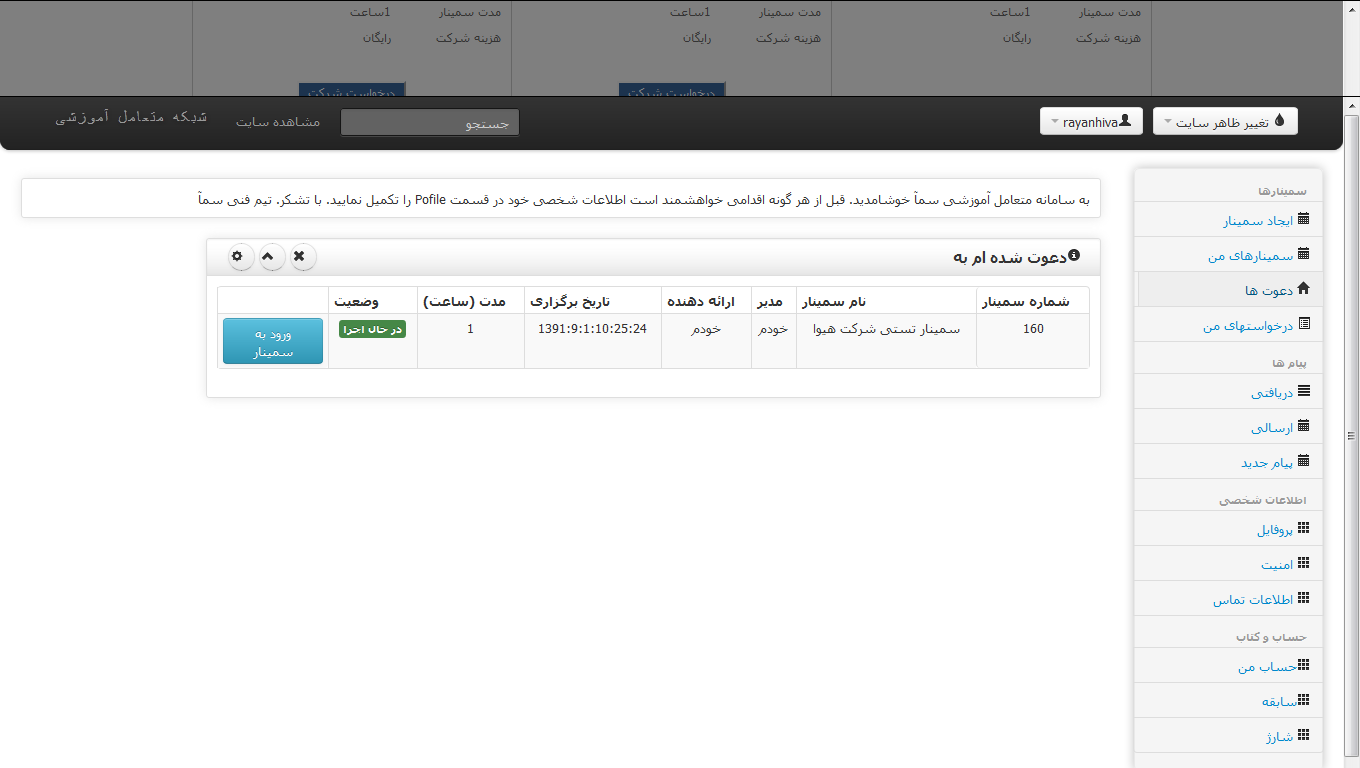 مدت سمینار 1ساعت مدت سمینار 1ساعت مدت سمینار 1ساعت
هزینه شرکت رایگان هزینه شرکت رایگان هزینه شرکت رایگان
درخواست شرکت درخواست شرکت
تغییر ظاهر سایت rayanhiva جستجو مشاهده سایت شبکه متعامل آموزشی
سمینارها
ایجاد سمینار
سمینارهای من
دعوت ها
درخواستهای من
پیام ها
دریافتی
ارسالی
پیام جدید
اطلاعات شخصی
پروفایل
امنیت
اطلاعات تماس
حساب و کتاب
حساب من
سابقه
شارژ
به سامانه متعامل آموزشی سمآ خوشامدید. قبل از هر گونه اقدامی خواهشمند است اطلاعات شخصی خود در قسمت Pofile را تکمیل نمایید. با تشکر. تیم فنی سمآ
دعوت شده ام به
شماره سمینار نام سمینار مدیر ارائه دهنده تاریخ برگزاری مدت (ساعت) وضعیت
160 سمینار تستی شرکت هیوا خودم خودم 1391:9:1:10:25:24 1 در حال اجرا ورود به
سمینار